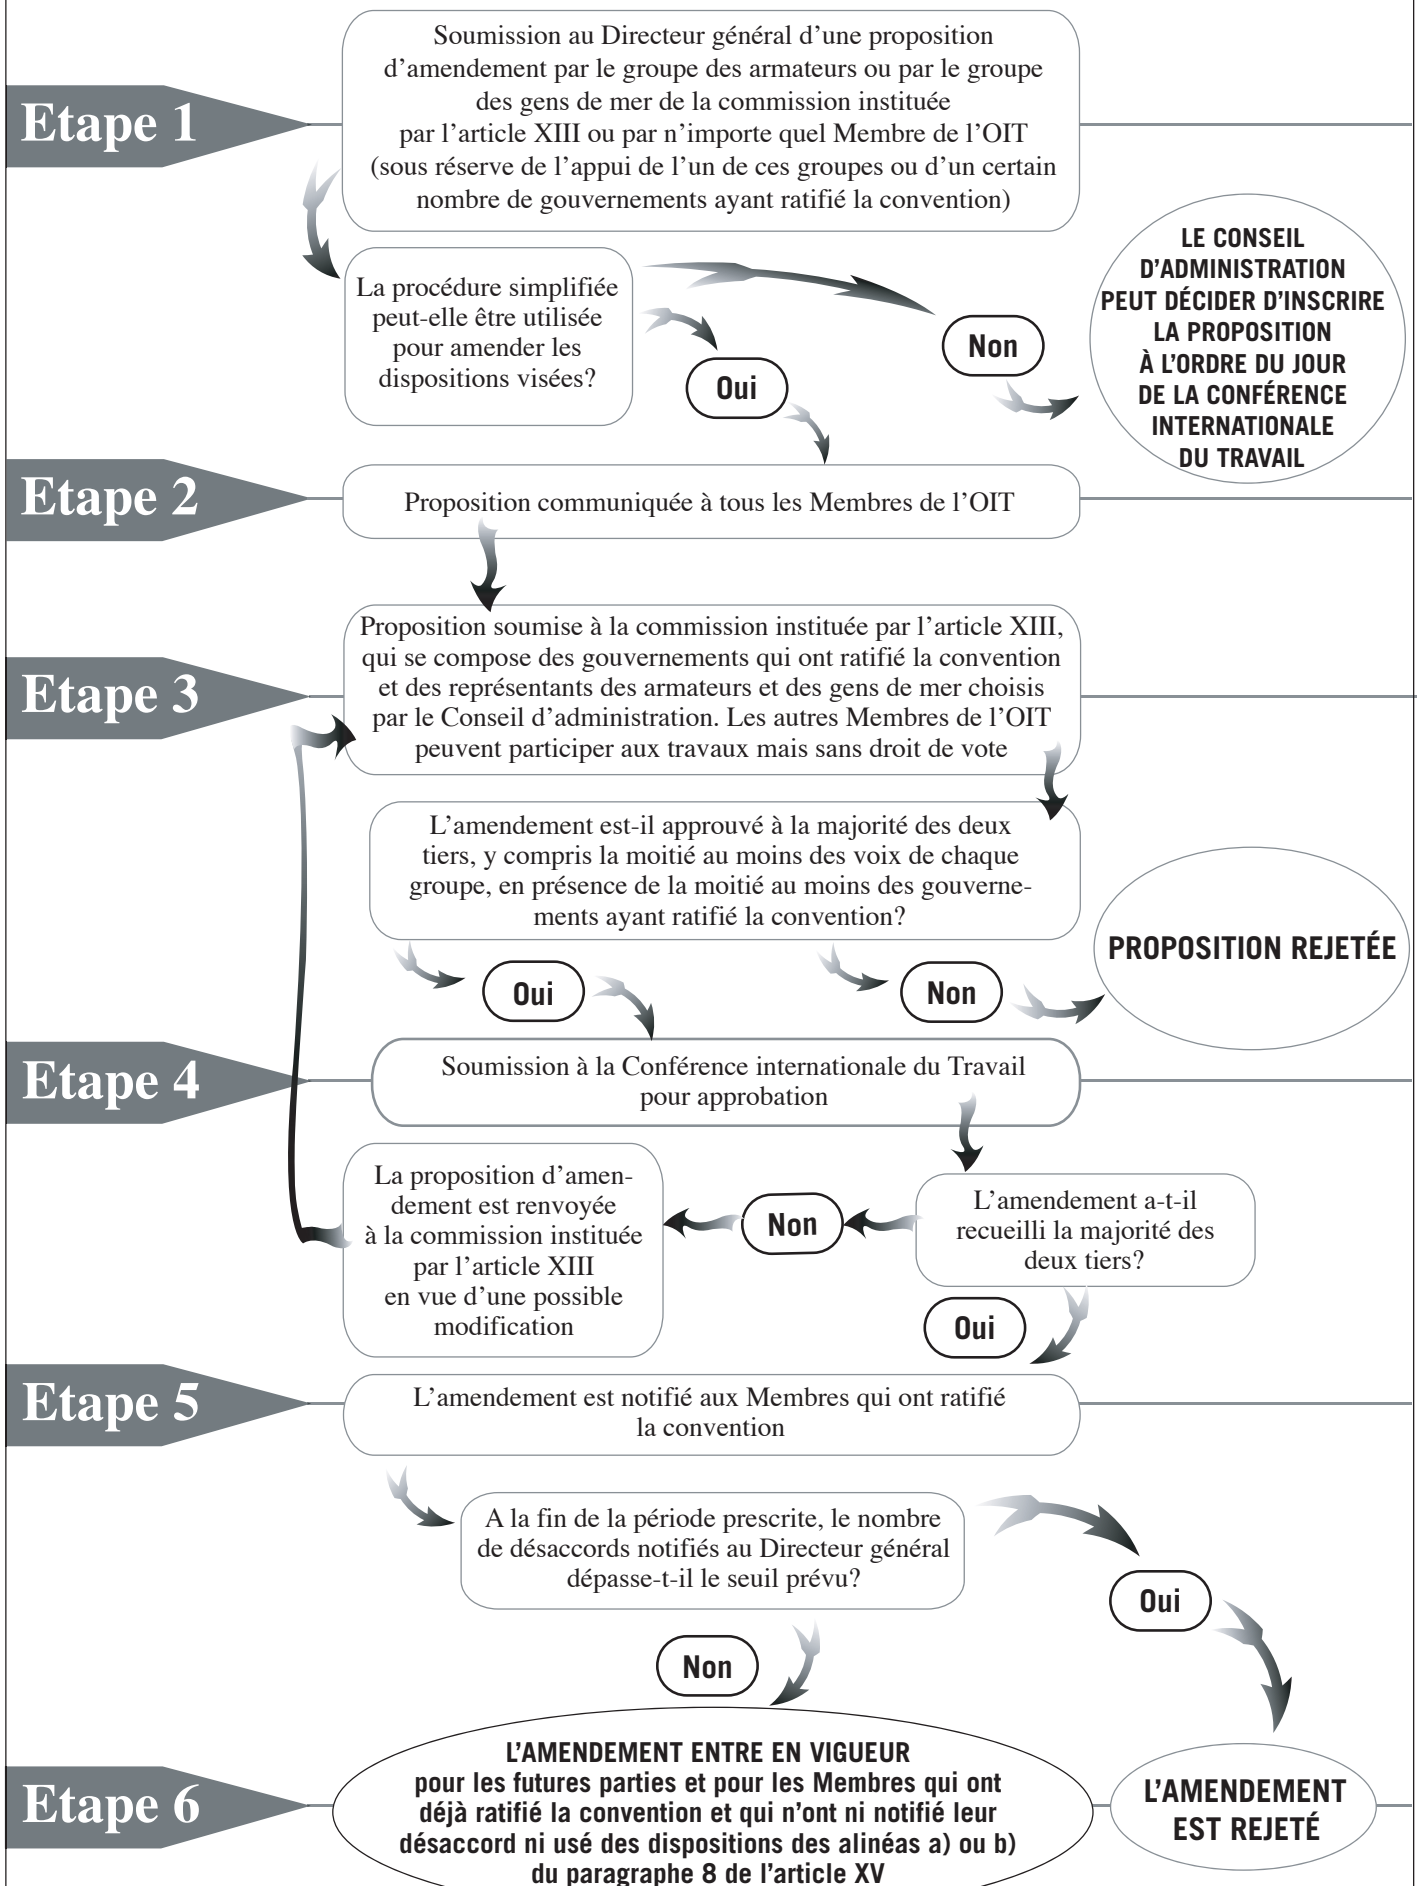 Etape 1
Soumission au Directeur général d’une proposition
d’amendement par le groupe des armateurs ou par le groupe
des gens de mer de la commission instituée
par l’article XIII ou par n’importe quel Membre de l’OIT
(sous réserve de l’appui de l’un de ces groupes ou d’un certain
nombre de gouvernements ayant ratifié la convention)
La procédure simplifiée
peut-elle être utilisée
pour amender les
dispositions visées?
Oui
Non
LE CONSEIL
D’ADMINISTRATION
PEUT DÉCIDER D’INSCRIRE
LA PROPOSITION
À L’ORDRE DU JOUR
DE LA CONFÉRENCE
INTERNATIONALE
DU TRAVAIL
Etape 2
Proposition communiquée à tous les Membres de l’OIT
Etape 3
Proposition soumise à la commission instituée par l’article XIII,
qui se compose des gouvernements qui ont ratifié la convention
et des représentants des armateurs et des gens de mer choisis
par le Conseil d’administration. Les autres Membres de l’OIT
peuvent participer aux travaux mais sans droit de vote
L’amendement est-il approuvé à la majorité des deux
tiers, y compris la moitié au moins des voix de chaque
groupe, en présence de la moitié au moins des gouverne-
ments ayant ratifié la convention?
Oui
Non
PROPOSITION REJETÉE
Etape 4
Soumission à la Conférence internationale du Travail
pour approbation
L’amendement a-t-il
recueilli la majorité des
deux tiers?
Non
La proposition d’amen-
dement est renvoyée
à la commission instituée
par l’article XIII
en vue d’une possible
modification
Oui
Etape 5
L’amendement est notifié aux Membres qui ont ratifié
la convention
A la fin de la période prescrite, le nombre
de désaccords notifiés au Directeur général
dépasse-t-il le seuil prévu?
Oui
Non
Etape 6
L’AMENDEMENT ENTRE EN VIGUEUR
pour les futures parties et pour les Membres qui ont
déjà ratifié la convention et qui n’ont ni notifié leur
désaccord ni usé des dispositions des alinéas a) ou b)
du paragraphe 8 de l’article XV
L’AMENDEMENT
EST REJETÉ